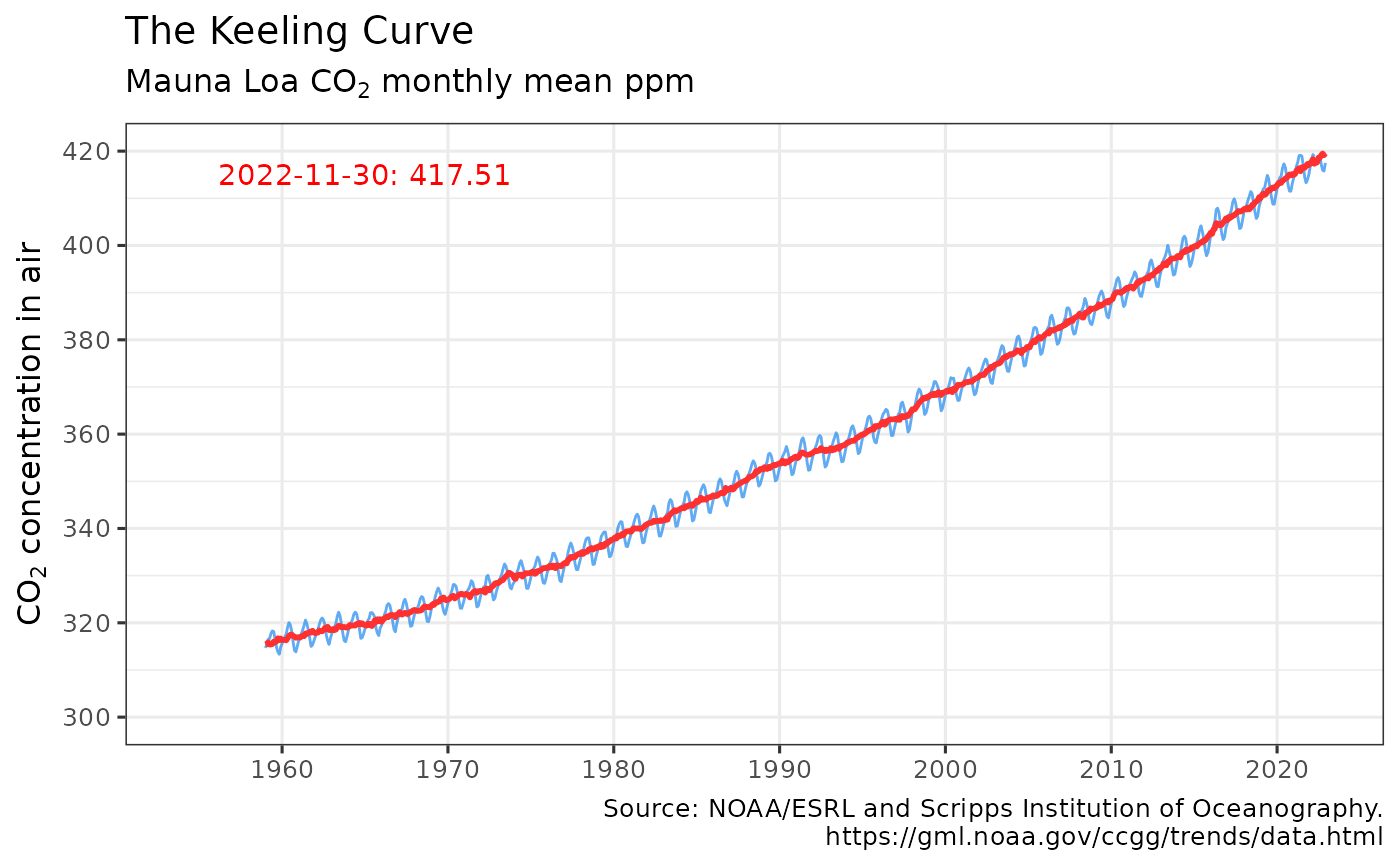 The Keeling Curve
Mauna Loa CO₂ monthly mean ppm
2022-11-30: 417.51
CO₂ concentration in air
420
400
380
360
340
320
300
1960 1970 1980 1990 2000 2010 2020
Source: NOAA/ESRL and Scripps Institution of Oceanography.
https://gml.noaa.gov/ccgg/trends/data.html